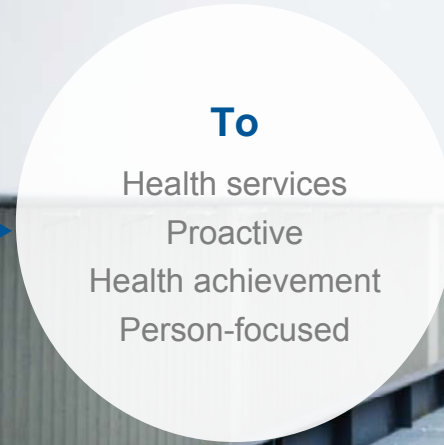 To
Health services
Proactive
Health achievement
Person-focused